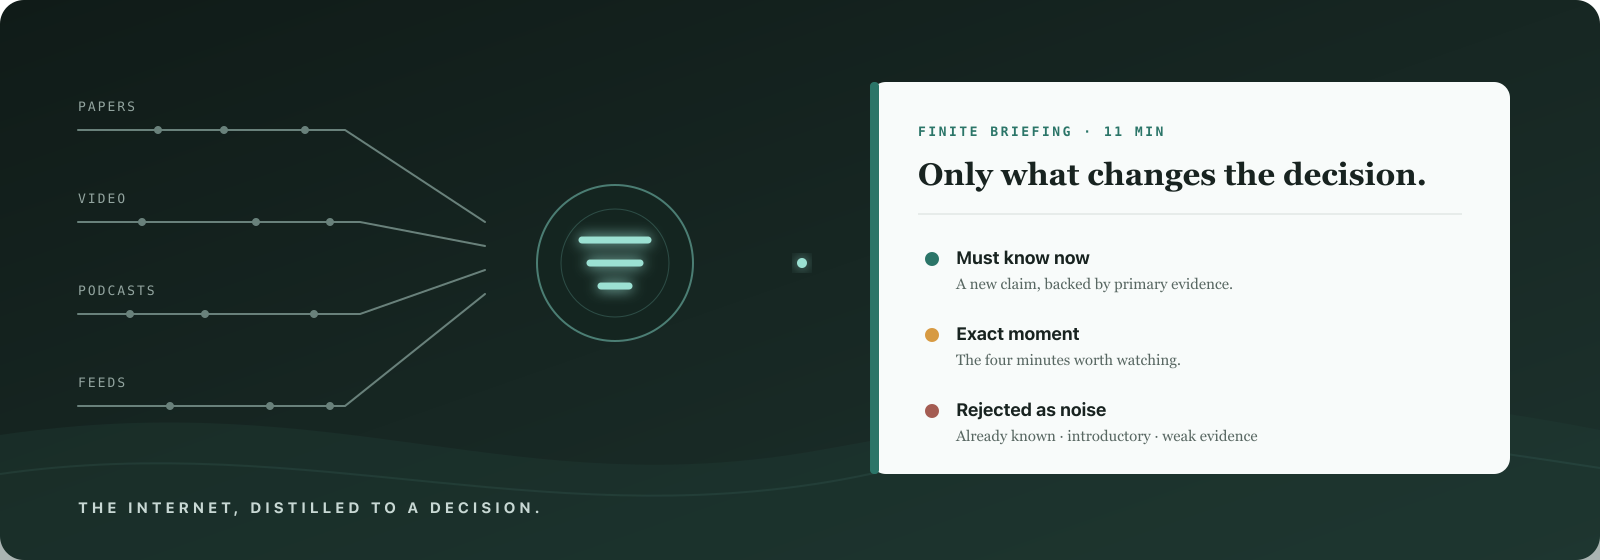 PAPERS
VIDEO
PODCASTS
FEEDS
THE INTERNET, DISTILLED TO A DECISION.
FINITE BRIEFING · 11 MIN
Only what changes the decision.
Must know now
A new claim, backed by primary evidence.
Exact moment
The four minutes worth watching.
Rejected as noise
Already known · introductory · weak evidence